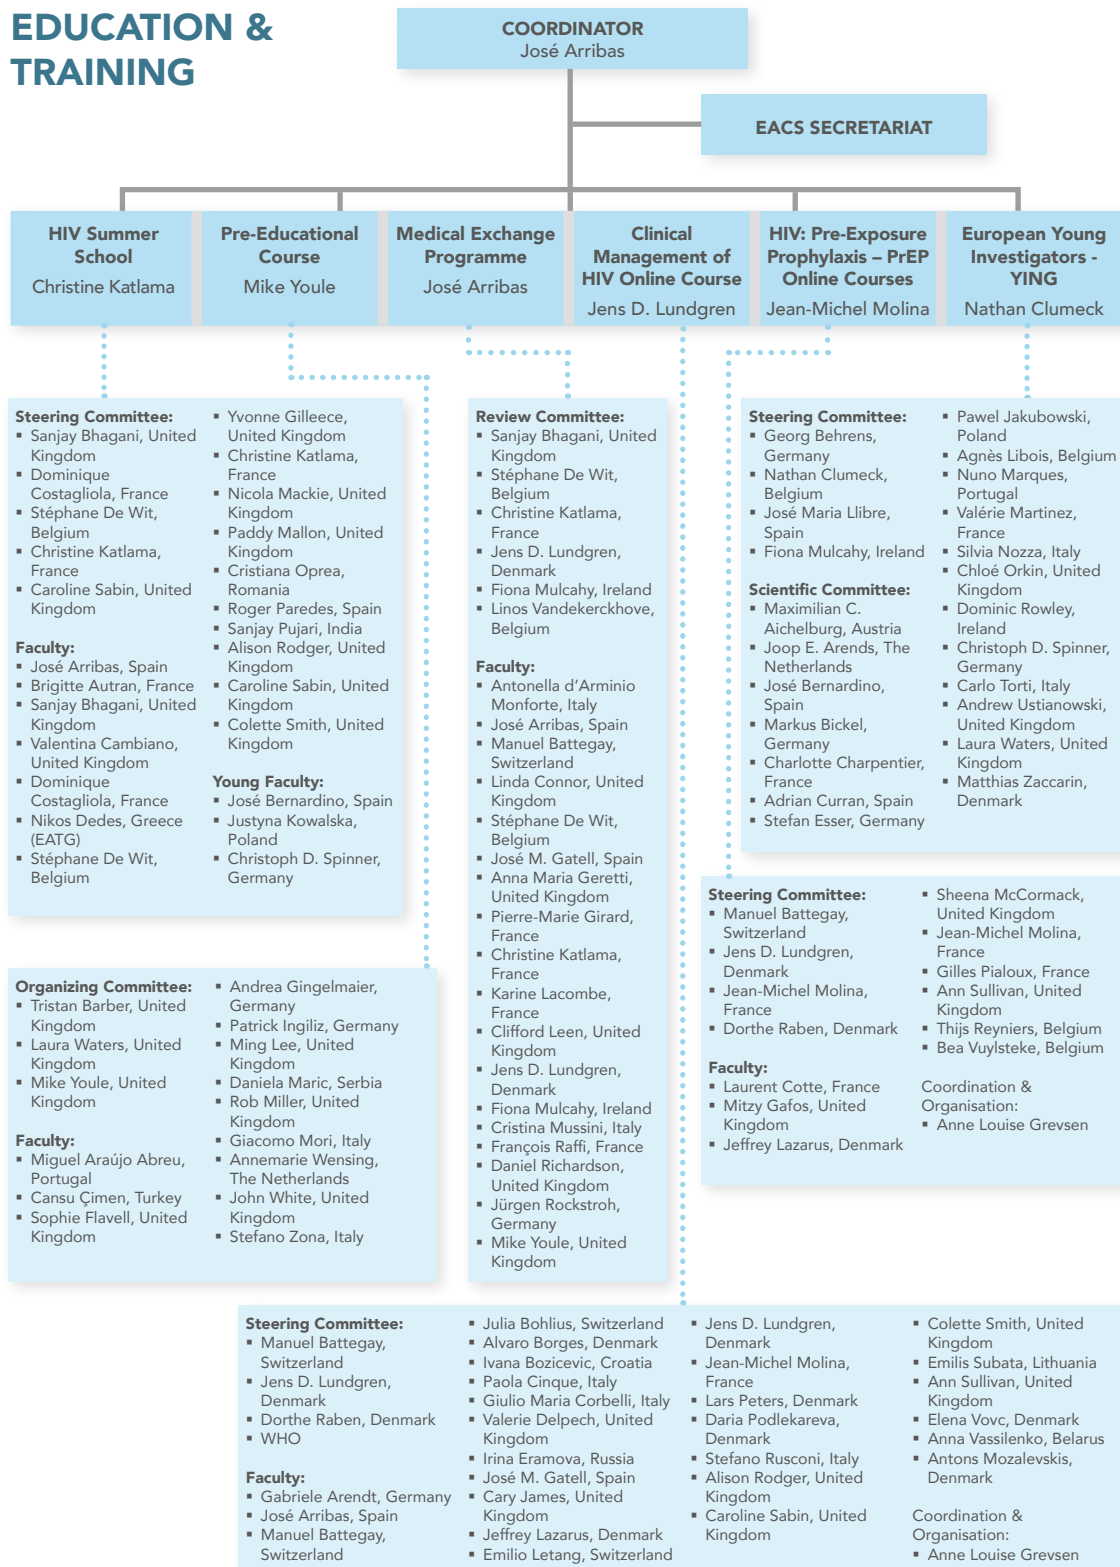 EDUCATION &
TRAINING
COORDINATOR
José Arribas
EACS SECRETARIAT
HIV Summer
School
Christine Katlama
Pre-Educational
Course
Mike Youle
Medical Exchange
Programme
José Arribas
Clinical
Management of
HIV Online Course
Jens D. Lundgren
HIV: Pre-Exposure
Prophylaxis – PrEP
Online Courses
Jean-Michel Molina
European Young
Investigators -
YING
Nathan Clumeck
Steering Committee:
▪ Sanjay Bhagani, United
Kingdom
▪ Dominique
Costagliola, France
▪ Stéphane De Wit,
Belgium
▪ Christine Katlama,
France
▪ Caroline Sabin, United
Kingdom
Faculty:
▪ José Arribas, Spain
▪ Brigitte Autran, France
▪ Sanjay Bhagani, United
Kingdom
▪ Valentina Cambiano,
United Kingdom
▪ Dominique
Costagliola, France
▪ Nikos Dedes, Greece
(EATG)
▪ Stéphane De Wit,
Belgium
▪ Yvonne Gilleece,
United Kingdom
▪ Christine Katlama,
France
▪ Nicola Mackie, United
Kingdom
▪ Paddy Mallon, United
Kingdom
▪ Cristiana Oprea,
Romania
▪ Roger Paredes, Spain
▪ Sanjay Pujari, India
▪ Alison Rodger, United
Kingdom
▪ Caroline Sabin, United
Kingdom
▪ Colette Smith, United
Kingdom
Young Faculty:
▪ José Bernardino, Spain
▪ Justyna Kowalska,
Poland
▪ Christoph D. Spinner,
Germany
Review Committee:
▪ Sanjay Bhagani, United
Kingdom
▪ Stéphane De Wit,
Belgium
▪ Christine Katlama,
France
▪ Jens D. Lundgren,
Denmark
▪ Fiona Mulcahy, Ireland
▪ Linos Vandekerckhove,
Belgium
Faculty:
▪ Antonella d'Arminio
Monforte, Italy
▪ José Arribas, Spain
▪ Manuel Battegay,
Switzerland
▪ Linda Connor, United
Kingdom
▪ Stéphane De Wit,
Belgium
▪ José M. Gatell, Spain
▪ Anna Maria Geretti,
United Kingdom
▪ Pierre-Marie Girard,
France
▪ Christine Katlama,
France
▪ Karine Lacombe,
France
▪ Clifford Leen, United
Kingdom
▪ Jens D. Lundgren,
Denmark
▪ Fiona Mulcahy, Ireland
▪ Cristina Mussini, Italy
▪ François Raffi, France
▪ Daniel Richardson,
United Kingdom
▪ Jürgen Rockstroh,
Germany
▪ Mike Youle, United
Kingdom
Steering Committee:
▪ Georg Behrens,
Germany
▪ Nathan Clumeck,
Belgium
▪ José Maria Llibre,
Spain
▪ Fiona Mulcahy, Ireland
Scientific Committee:
▪ Maximilian C.
Aichelburg, Austria
▪ Joop E. Arends, The
Netherlands
▪ José Bernardino,
Spain
▪ Markus Bickel,
Germany
▪ Charlotte Charpentier,
France
▪ Adrian Curran, Spain
▪ Stefan Esser, Germany
▪ Pawel Jakubowski,
Poland
▪ Agnès Libois, Belgium
▪ Nuno Marques,
Portugal
▪ Valérie Martinez,
France
▪ Silvia Nozza, Italy
▪ Chloé Orkin, United
Kingdom
▪ Dominic Rowley,
Ireland
▪ Christoph D. Spinner,
Germany
▪ Carlo Torti, Italy
▪ Andrew Ustianowski,
United Kingdom
▪ Laura Waters, United
Kingdom
▪ Matthias Zaccarin,
Denmark
Steering Committee:
▪ Manuel Battegay,
Switzerland
▪ Jens D. Lundgren,
Denmark
▪ Jean-Michel Molina,
France
▪ Dorthe Raben, Denmark
Faculty:
▪ Laurent Cotte, France
▪ Mitzy Gafos, United
Kingdom
▪ Jeffrey Lazarus, Denmark
▪ Sheena McCormack,
United Kingdom
▪ Jean-Michel Molina,
France
▪ Gilles Pialoux, France
▪ Ann Sullivan, United
Kingdom
▪ Thijs Reyniers, Belgium
▪ Bea Vuylsteke, Belgium
Coordination &
Organisation:
▪ Anne Louise Grevsen
Organizing Committee:
▪ Tristan Barber, United
Kingdom
▪ Laura Waters, United
Kingdom
▪ Mike Youle, United
Kingdom
Faculty:
▪ Miguel Araújo Abreu,
Portugal
▪ Cansu Çimen, Turkey
▪ Sophie Flavell, United
Kingdom
▪ Andrea Gingelmaier,
Germany
▪ Patrick Ingiliz, Germany
▪ Ming Lee, United
Kingdom
▪ Daniela Maric, Serbia
▪ Rob Miller, United
Kingdom
▪ Giacomo Mori, Italy
▪ Annemarie Wensing,
The Netherlands
▪ John White, United
Kingdom
▪ Stefano Zona, Italy
Steering Committee:
▪ Manuel Battegay,
Switzerland
▪ Jens D. Lundgren,
Denmark
▪ Dorthe Raben, Denmark
▪ WHO
Faculty:
▪ Gabriele Arendt, Germany
▪ José Arribas, Spain
▪ Manuel Battegay,
Switzerland
▪ Julia Bohlius, Switzerland
▪ Alvaro Borges, Denmark
▪ Ivana Bozicevic, Croatia
▪ Paola Cinque, Italy
▪ Giulio Maria Corbelli, Italy
▪ Valerie Delpech, United
Kingdom
▪ Irina Eramova, Russia
▪ José M. Gatell, Spain
▪ Cary James, United
Kingdom
▪ Jeffrey Lazarus, Denmark
▪ Emilio Letang, Switzerland
▪ Jens D. Lundgren,
Denmark
▪ Jean-Michel Molina,
France
▪ Lars Peters, Denmark
▪ Daria Podlekareva,
Denmark
▪ Stefano Rusconi, Italy
▪ Alison Rodger, United
Kingdom
▪ Caroline Sabin, United
Kingdom
▪ Colette Smith, United
Kingdom
▪ Emilis Subata, Lithuania
▪ Ann Sullivan, United
Kingdom
▪ Elena Vovc, Denmark
▪ Anna Vassilenko, Belarus
▪ Antons Mozalevskis,
Denmark
Coordination &
Organisation:
▪ Anne Louise Grevsen